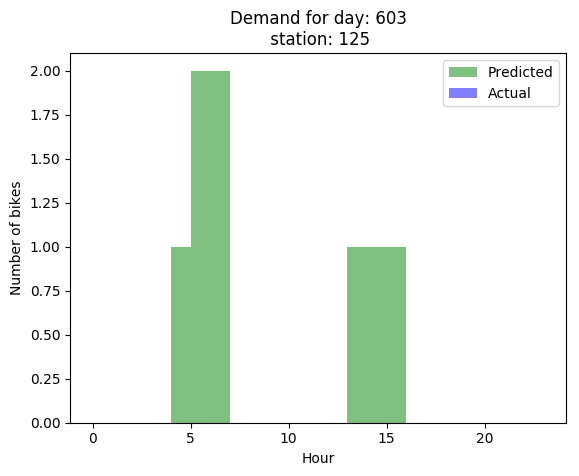 Demand for day: 603
station: 125
Predicted
Actual
Number of bikes
2.00
1.75
1.50
1.25
1.00
0.75
0.50
0.25
0.00
0 5 10 15 20
Hour